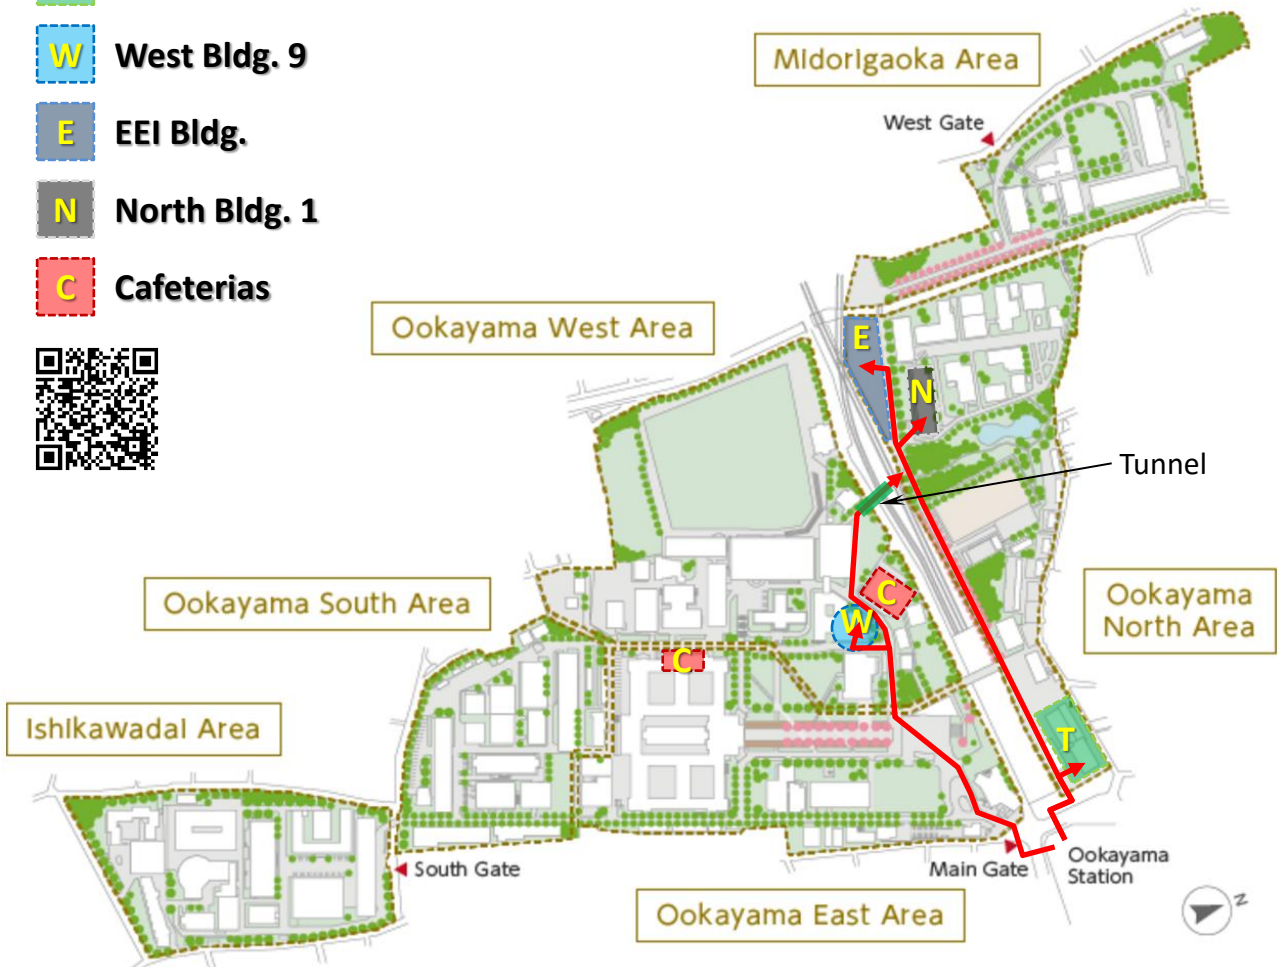 W West Bldg. 9
E EEI Bldg.
N North Bldg. 1
C Cafeterias
Midorigaoka Area
West Gate
Ookayama West Area
E
N
Tunnel
Ookayama South Area
C
W
Ookayama
North Area
C
Ishikawadai Area
T
South Gate
Main Gate
Ookayama
Station
Ookayama East Area
N